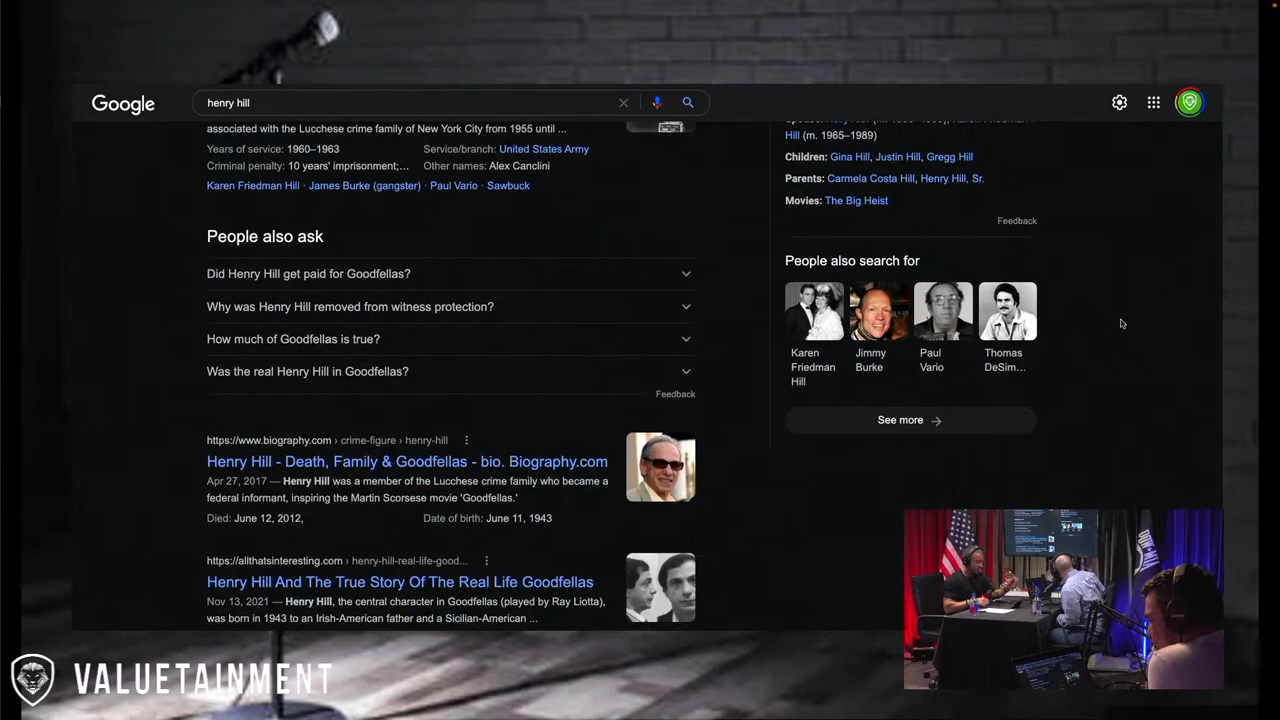 Google
henry hill
associated with the Lucchese crime family of New York City from 1955 until ...
Years of service: 1960–1963
Service/branch: United States Army
Criminal penalty: 10 years' imprisonment;...
Other names: Alex Canclini
Karen Friedman Hill · James Burke (gangster) · Paul Vario · Sawbuck
People also ask
Did Henry Hill get paid for Goodfellas?
Why was Henry Hill removed from witness protection?
How much of Goodfellas is true?
Was the real Henry Hill in Goodfellas?
Feedback
https://www.biography.com › crime-figure › henry-hill
Henry Hill - Death, Family & Goodfellas - bio. Biography.com
Apr 27, 2017 — Henry Hill was a member of the Lucchese crime family who became a
federal informant, inspiring the Martin Scorsese movie 'Goodfellas.'
Died: June 12, 2012,
Date of birth: June 11, 1943
https://allthatsinteresting.com › henry-hill-real-life-good...
Henry Hill And The True Story Of The Real Life Goodfellas
Nov 13, 2021 — Henry Hill, the central character in Goodfellas (played by Ray Liotta),
was born in 1943 to an Irish-American father and a Sicilian-American ...
Hill (m. 1965–1989)
Children: Gina Hill, Justin Hill, Gregg Hill
Parents: Carmela Costa Hill, Henry Hill, Sr.
Movies: The Big Heist
Feedback
People also search for
Karen
Friedman
Hill
Jimmy
Burke
Paul
Vario
Thomas
DeSim...
See more
VALUETAINMENT